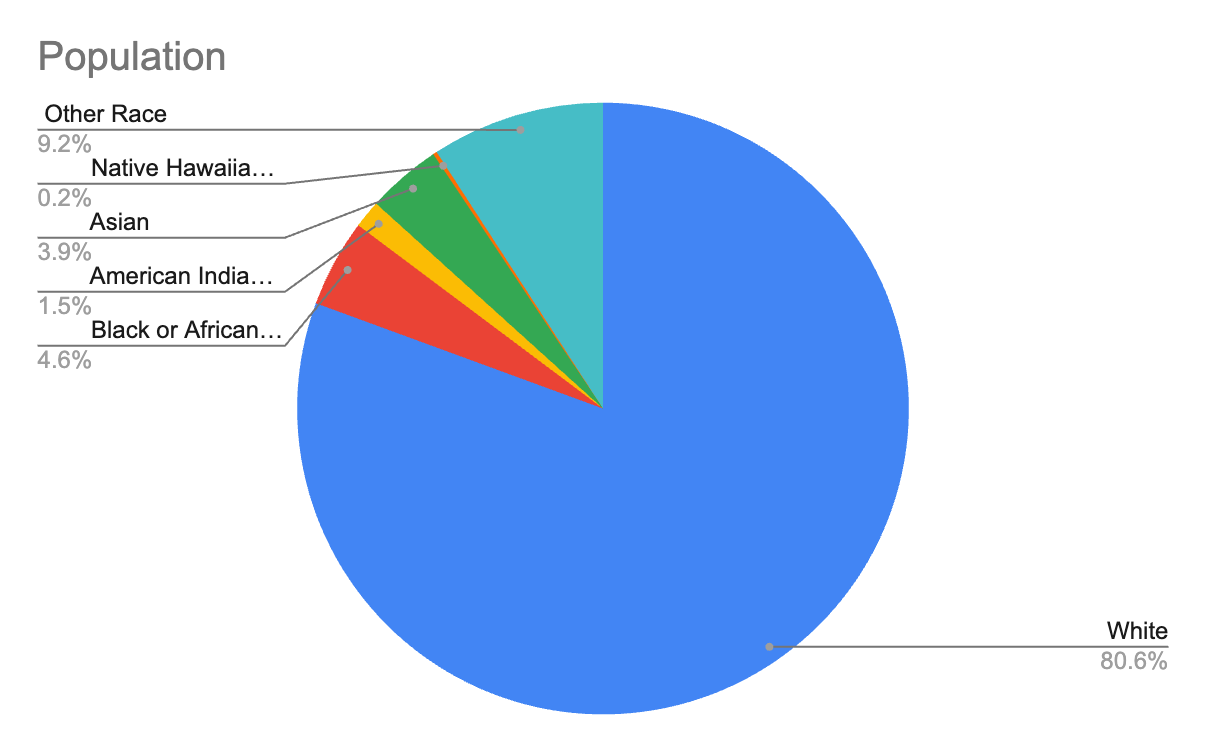 Population
Other Race
9.2%
Native Hawaiia…
0.2%
Asian
3.9%
American India…
1.5%
Black or African…
4.6%
White
80.6%